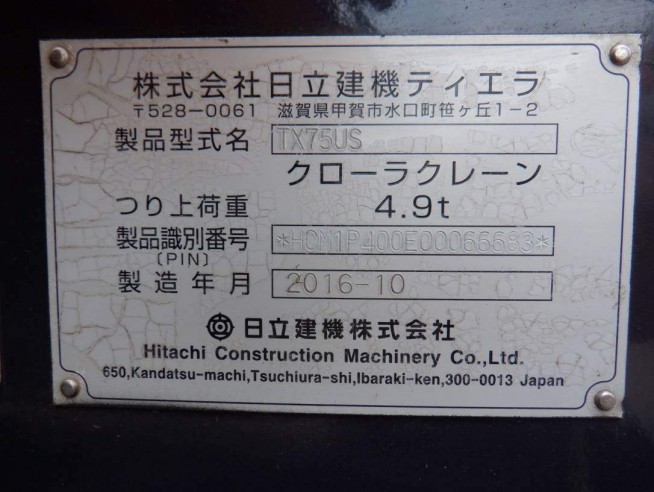 株式会社日立建機ティエラ
〒528-0061 滋賀県甲賀市水口町笹ヶ丘1-2
製品型式名 TX75US
クローラクレーン
つり上荷重 4.9t
製品識別番号 *HCM1P400E00066683*
(PIN)
製造年月 2016-10
日立建機株式会社
Hitachi Construction Machinery Co.,Ltd.
650,Kandatsu-machi,Tsuchiura-shi,Ibaraki-ken,300-0013 Japan